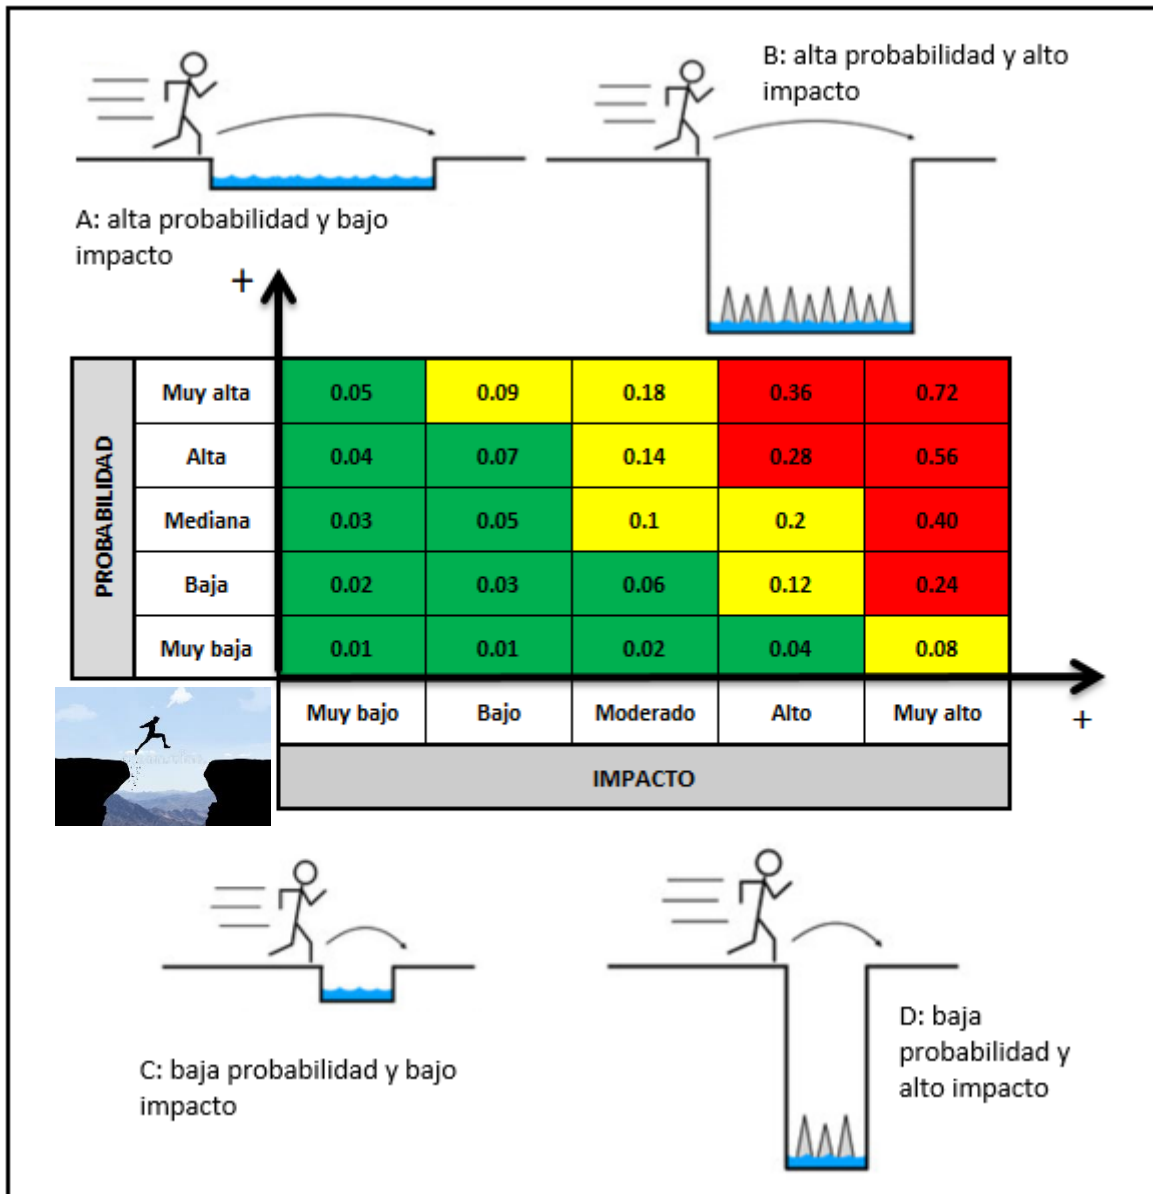 B: alta probabilidad y alto
impacto
A: alta probabilidad y bajo
impacto
+
PROBABILIDAD
Muy alta 0.05 0.09 0.18 0.36 0.72
Alta 0.04 0.07 0.14 0.28 0.56
Mediana 0.03 0.05 0.1 0.2 0.40
Baja 0.02 0.03 0.06 0.12 0.24
Muy baja 0.01 0.01 0.02 0.04 0.08
Muy bajo Bajo Moderado Alto Muy alto +
IMPACTO
C: baja probabilidad y bajo
impacto
D: baja
probabilidad y
alto impacto